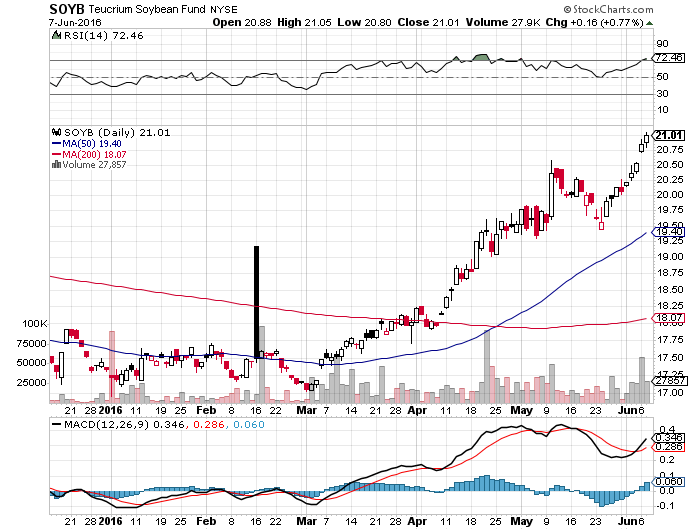 SOYB Teucrium Soybean Fund NYSE © StockCharts.com
7-Jun-2016 Open 20.88 High 21.05 Low 20.80 Close 21.01 Volume 27.9K Chg +0.16 (+0.77%)
RSI(14) 72.46
90
72.46
50
30
10
SOYB (Daily) 21.01
MA(50) 19.40
MA(200) 18.07
Volume 27,857
21.01
20.75
20.50
20.25
20.00
19.75
19.50
19.40
19.25
19.00
18.75
18.50
18.25
18.07
100K 18.00
75000 17.75
50000 17.50
25000 17.25
27857
17.00
21 28 2016 11 19 25 Feb 8 16 22 Mar 7 14 21 28 Apr 11 18 25 May 9 16 23 Jun 6
MACD(12,26,9) 0.346, 0.286, 0.060
0.4
0.346
0.286
0.2
0.1
0.060
0.0
-0.1
21 28 2016 11 19 25 Feb 8 16 22 Mar 7 14 21 28 Apr 11 18 25 May 9 16 23 Jun 6